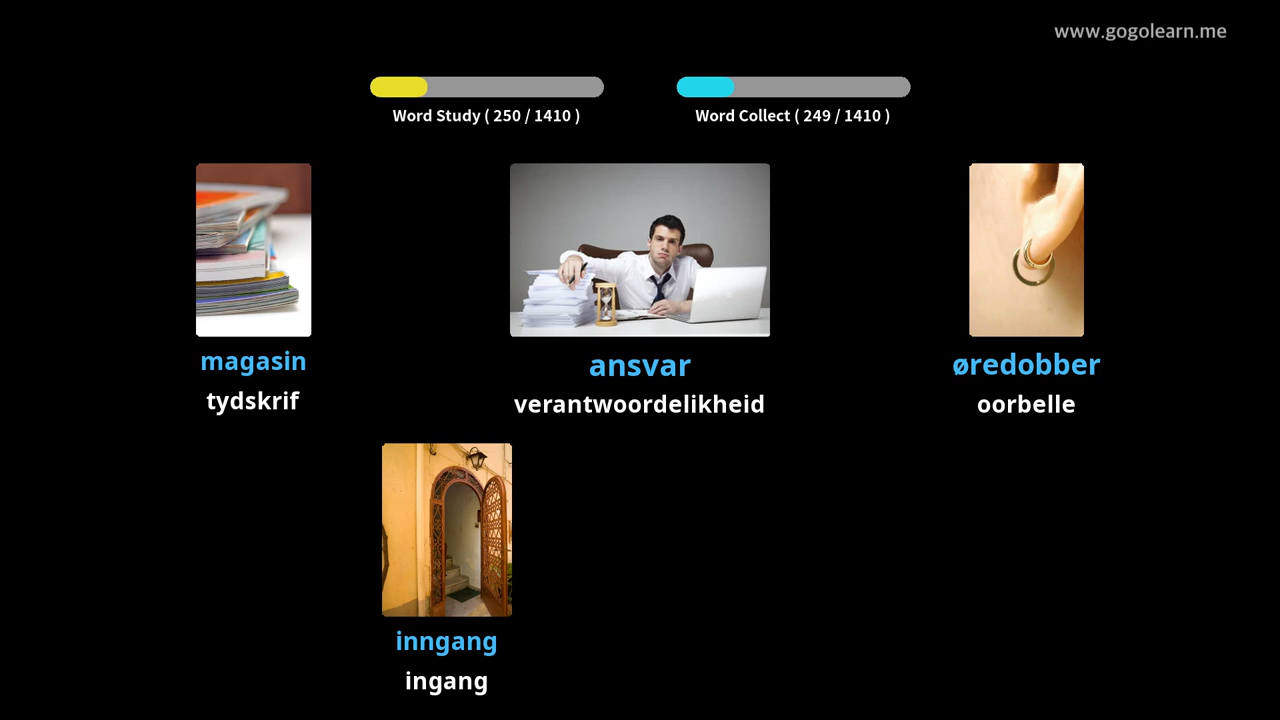 www.gogolearn.me
Word Study ( 250 / 1410 )
Word Collect ( 249 / 1410 )
magasin
tydskrif
ansvar
verantwoordelikheid
øredobber
oorbelle
inngang
ingang